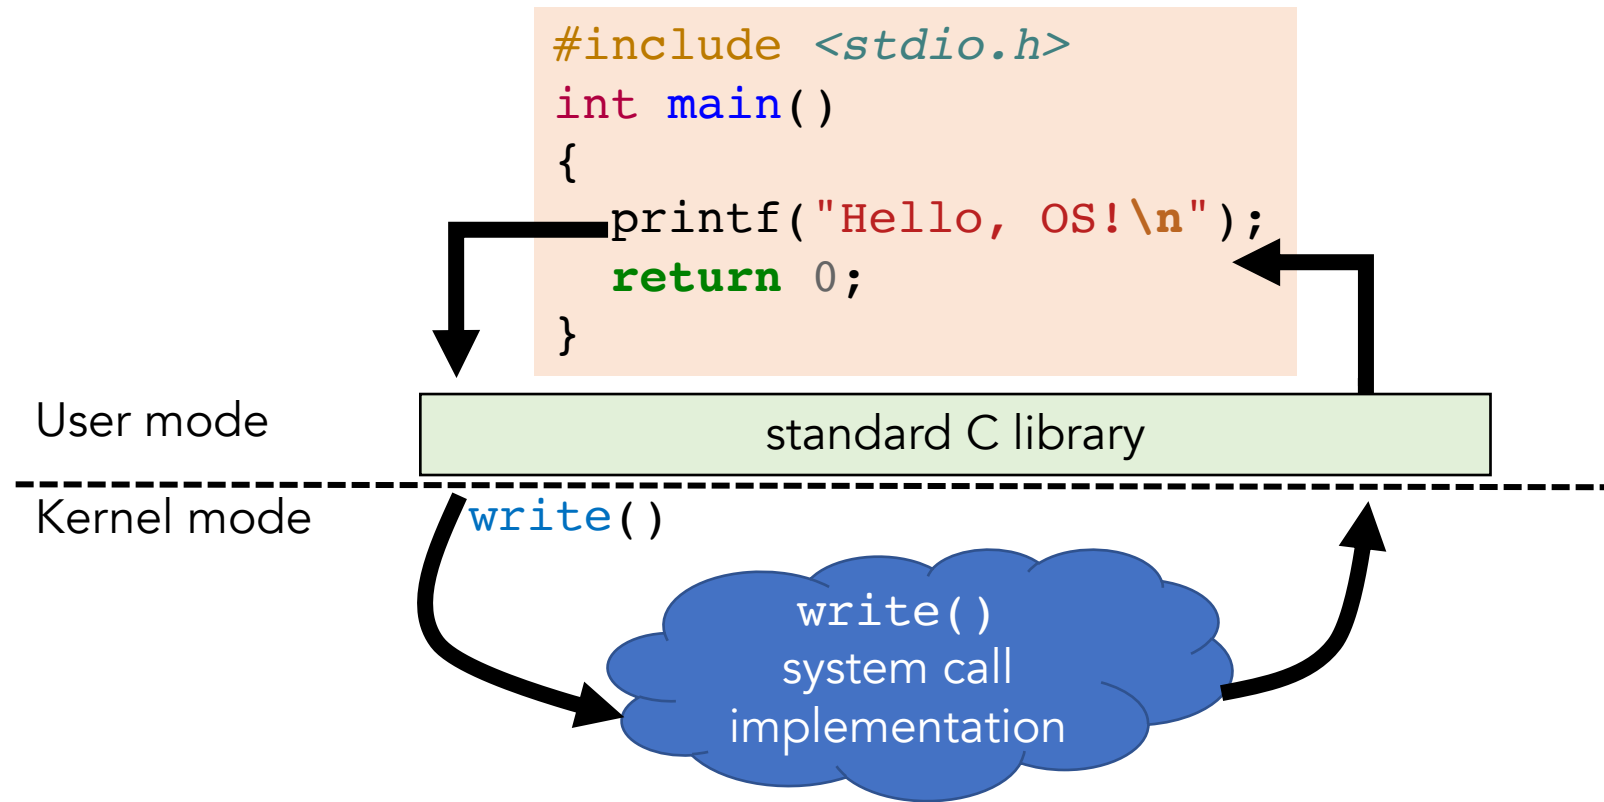 #include <stdio.h>
int main()
{
  printf("Hello, OS!\n");
  return 0;
}
User mode
standard C library
Kernel mode
write()
write()
system call
implementation